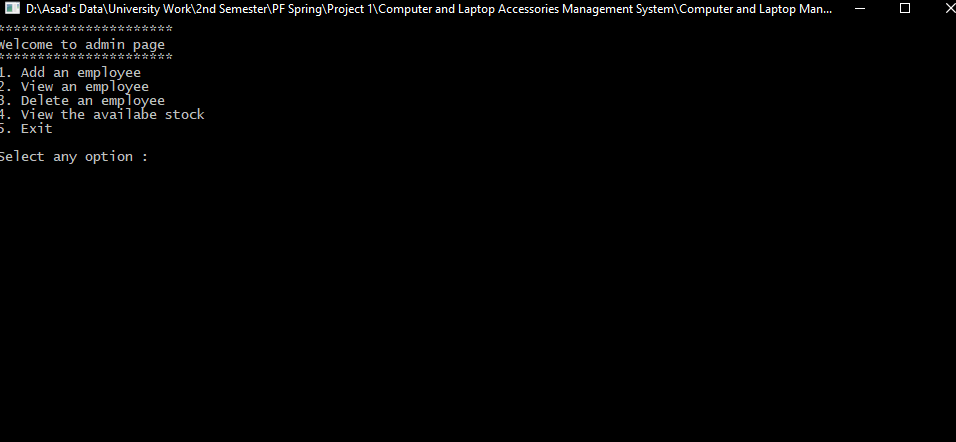 D:\Asad's Data\University Work\2nd Semester\PF Spring\Project 1\Computer and Laptop Accessories Management System\Computer and Laptop Man...
**********************
Welcome to admin page
**********************
1. Add an employee
2. View an employee
3. Delete an employee
4. View the availabe stock
5. Exit
Select any option :